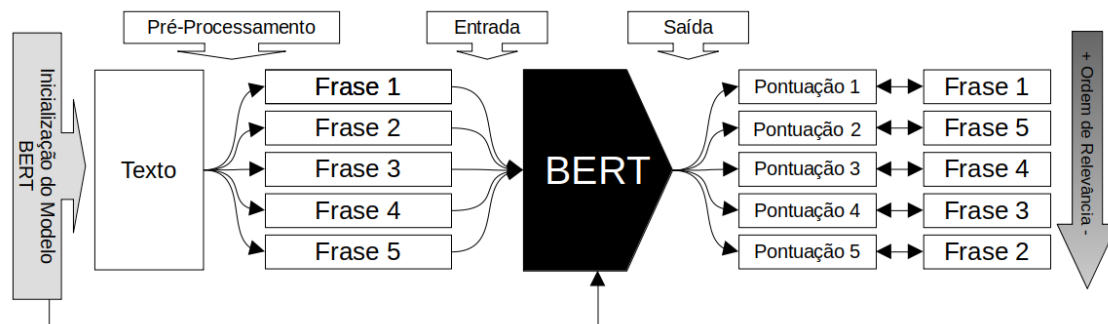 Pré-Processamento
Entrada
Saída
Inicialização do Modelo
BERT
Texto
Frase 1
Frase 2
Frase 3
Frase 4
Frase 5
BERT
Pontuação 1
Frase 1
Pontuação 2
Frase 5
Pontuação 3
Frase 4
Pontuação 4
Frase 3
Pontuação 5
Frase 2
+ Ordem de Relevância -